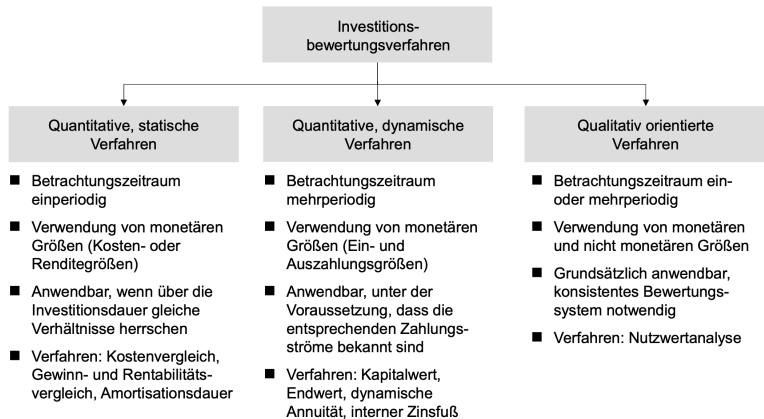 Investitions-
bewertungsverfahren
Quantitative, statische
Verfahren
■ Betrachtungszeitraum
einperiodig
■ Verwendung von monetären
Größen (Kosten- oder
Renditegrößen)
■ Anwendbar, wenn über die
Investitionsdauer gleiche
Verhältnisse herrschen
■ Verfahren: Kostenvergleich,
Gewinn- und Rentabilitäts-
vergleich, Amortisationsdauer
Quantitative, dynamische
Verfahren
■ Betrachtungszeitraum
mehrperiodig
■ Verwendung von monetären
Größen (Ein- und
Auszahlungsgrößen)
■ Anwendbar, unter der
Voraussetzung, dass die
entsprechenden Zahlungs-
ströme bekannt sind
■ Verfahren: Kapitalwert,
Endwert, dynamische
Annuität, interner Zinsfuß
Qualitativ orientierte
Verfahren
■ Betrachtungszeitraum ein-
oder mehrperiodig
■ Verwendung von monetären
und nicht monetären Größen
■ Grundsätzlich anwendbar,
konsistentes Bewertungs-
system notwendig
■ Verfahren: Nutzwertanalyse